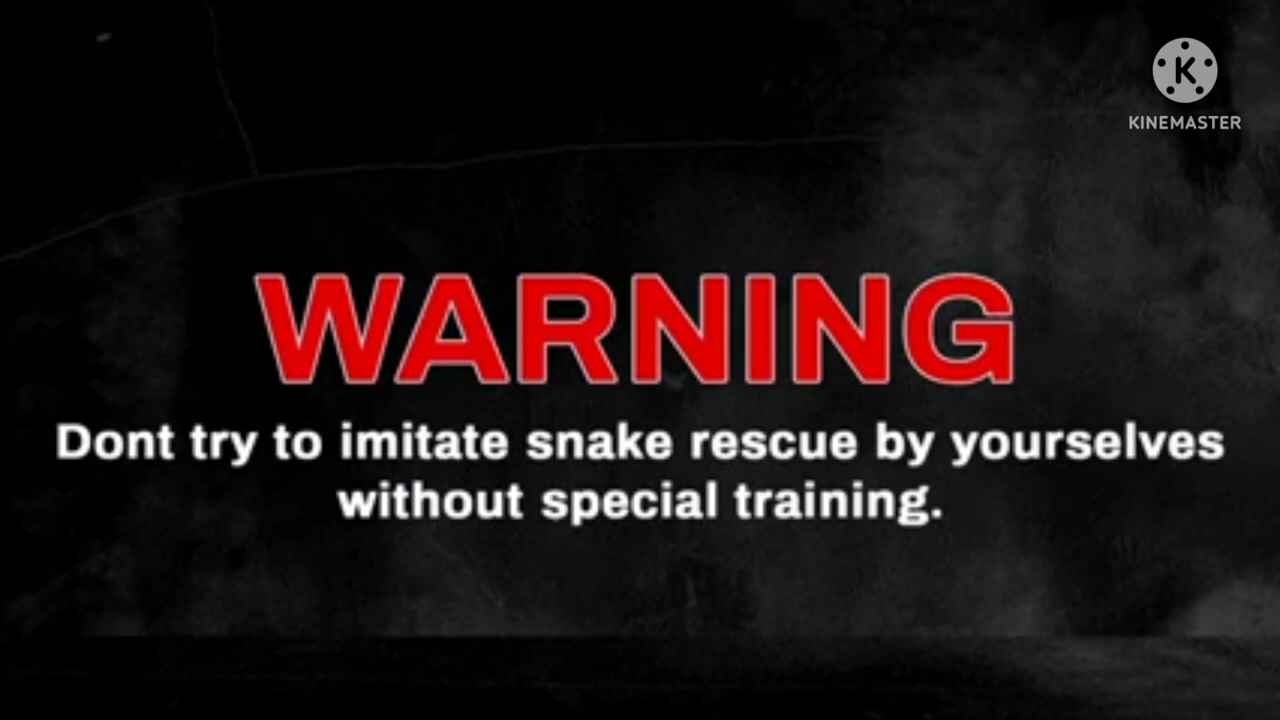 K
KINEMASTER
WARNING
Dont try to imitate snake rescue by yourselves
without special training.